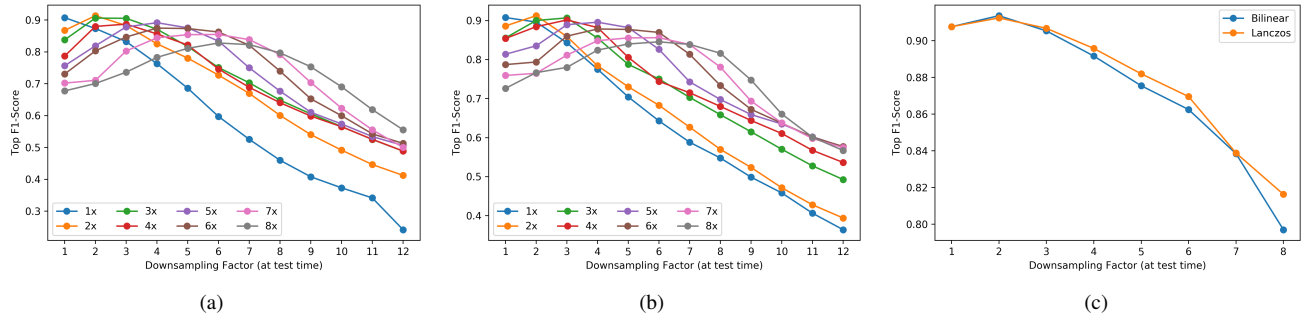 0.9
0.8
0.7
0.6
0.5
0.4
0.3
Top F1-Score
1x
2x
3x
4x
5x
6x
7x
8x
1 2 3 4 5 6 7 8 9 10 11 12
Downsampling Factor (at test time)
(a)
0.9
0.8
0.7
0.6
0.5
0.4
Top F1-Score
1x
2x
3x
4x
5x
6x
7x
8x
1 2 3 4 5 6 7 8 9 10 11 12
Downsampling Factor (at test time)
(b)
Bilinear
Lanczos
0.90
0.88
0.86
0.84
0.82
0.80
Top F1-Score
1 2 3 4 5 6 7 8
Downsampling Factor (at test time)
(c)